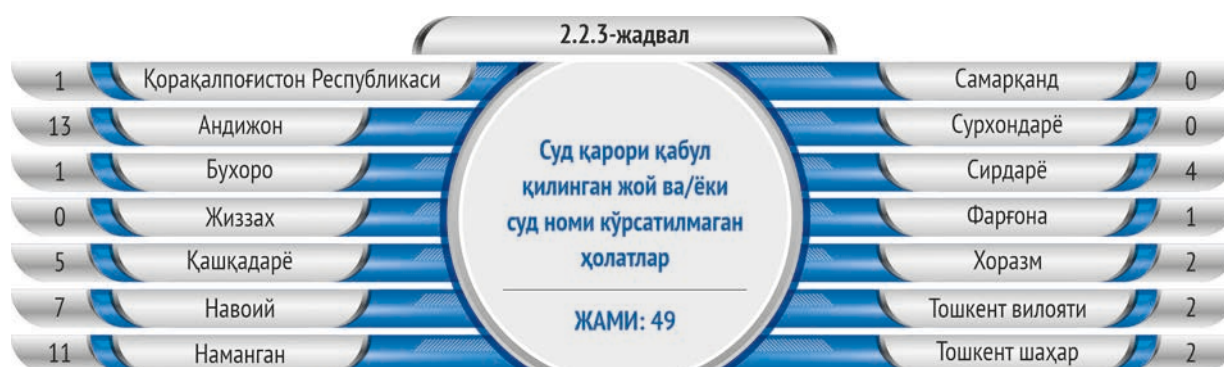 2.2.3-жадвал
1 Қорақалпоғистон Республикаси
13 Андижон
1 Бухоро
0 Жиззах
5 Қашқадарё
7 Навоий
11 Наманган
Суд қарори қабул
қилинган жой ва/ёки
суд номи кўрсатилмаган
ҳолатлар
ЖАМИ: 49
Самарқанд 0
Сурхондарё 0
Сирдарё 4
Фарғона 1
Хоразм 2
Тошкент вилояти 2
Тошкент шаҳар 2